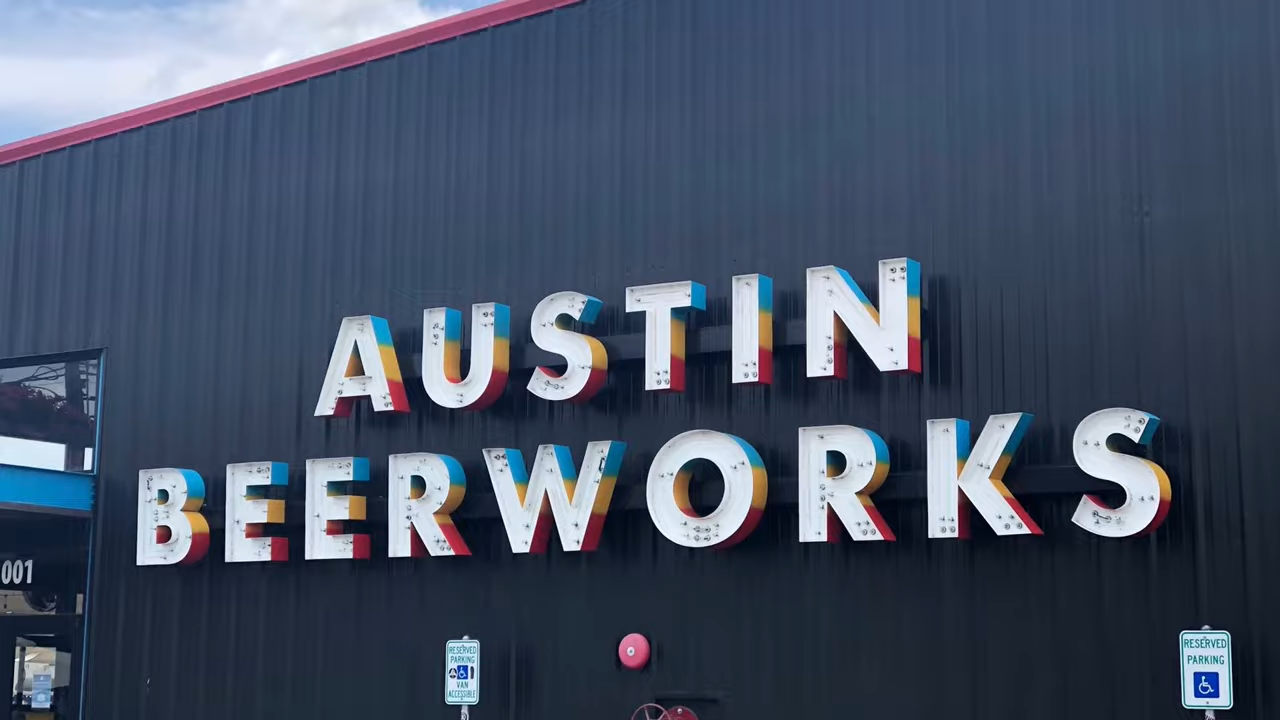 AUSTIN
BEERWORKS
001
RESERVED
PARKING
VAN
ACCESSIBLE
RESERVED
PARKING